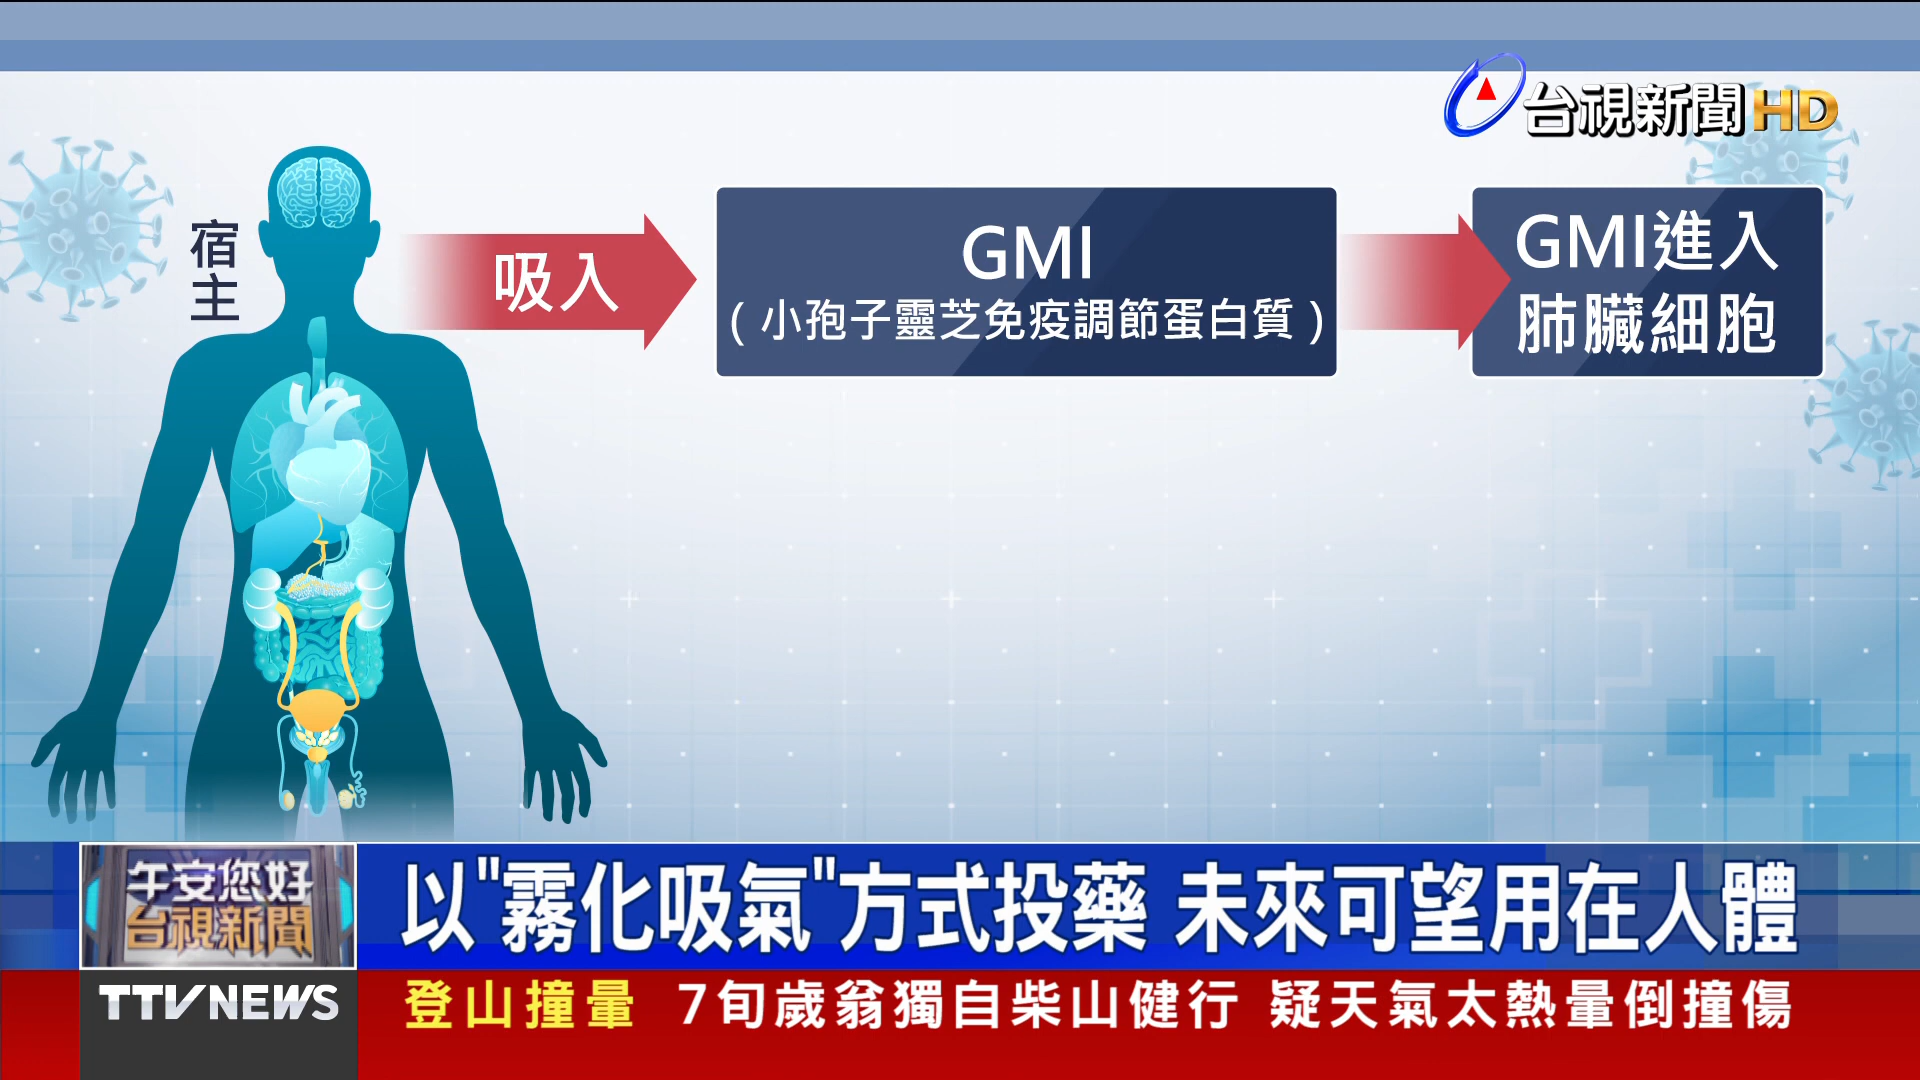 台視新聞HD
宿主
吸入
GMI
（小孢子靈芝免疫調節蛋白質）
GMI進入
肺臟細胞
午安您好
台視新聞
以"霧化吸氣"方式投藥 未來可望用在人體
TTV NEWS
登山撞暈 7旬歲翁獨自柴山健行 疑天氣太熱暈倒撞傷